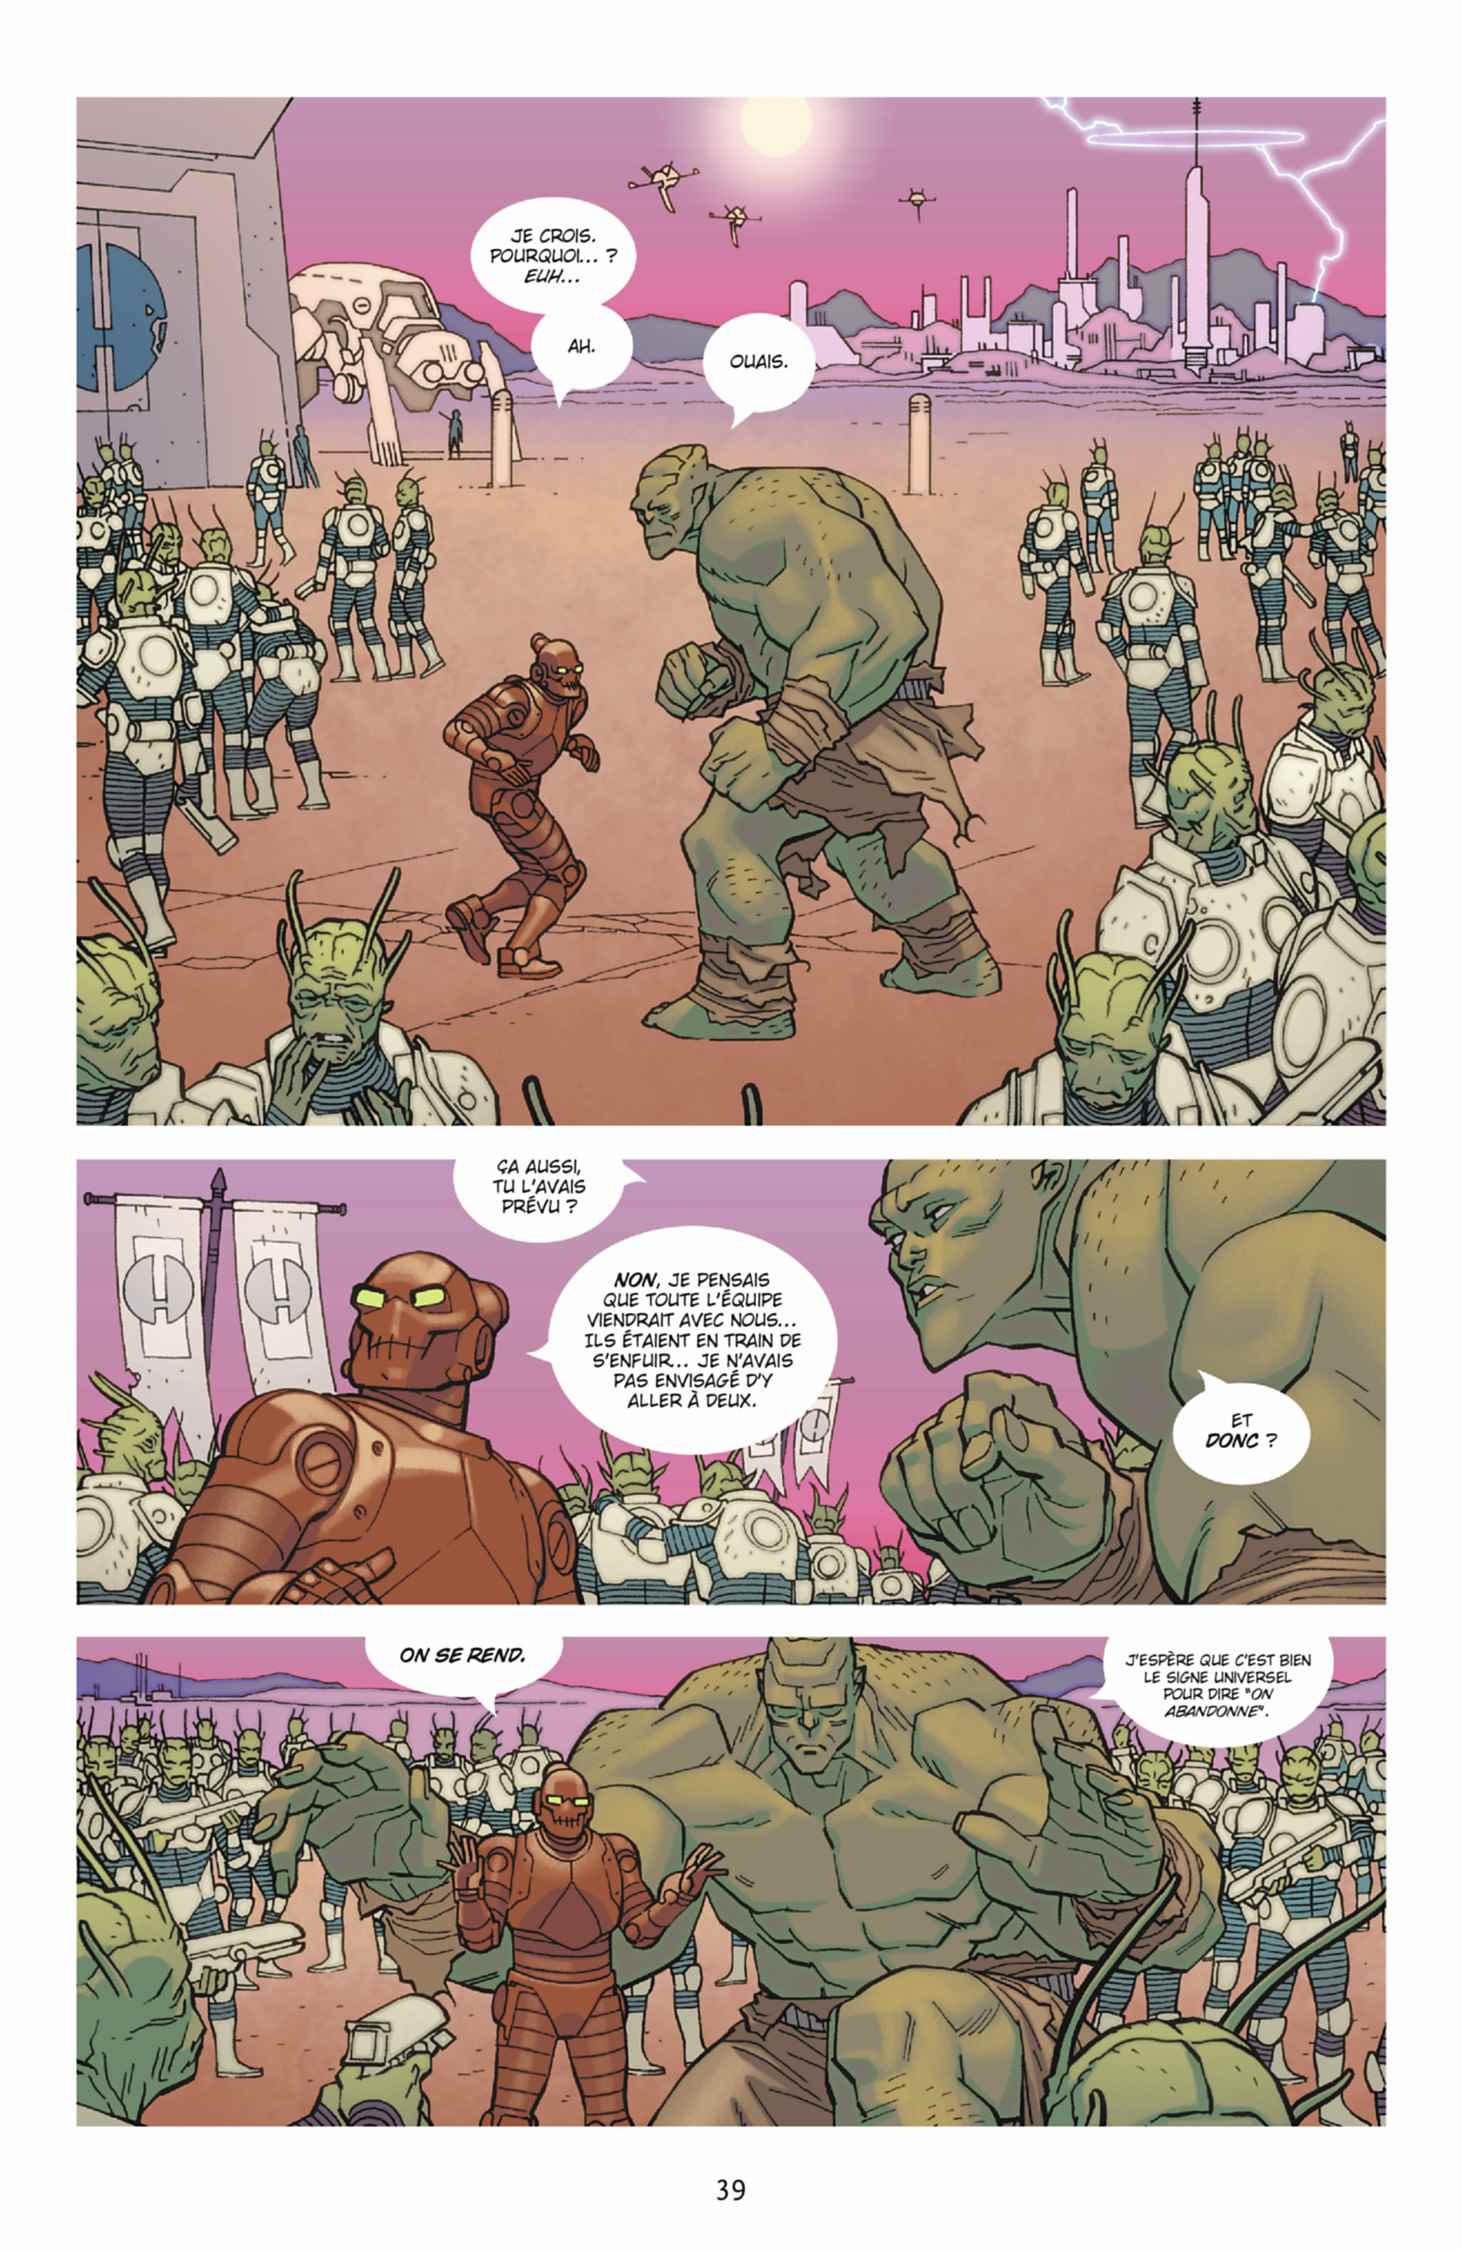 JE CROIS.
POURQUOI... ?
EUH...
AH.
OUAIS.
ÇA AUSSI,
TU L'AVAIS
PRÉVU ?
NON, JE PENSAIS
QUE TOUTE L'ÉQUIPE
VIENDRAIT AVEC NOUS...
ILS ÉTAIENT EN TRAIN DE
S'ENFUIR... JE N'AVAIS
PAS ENVISAGÉ D'Y
ALLER À DEUX.
ET
DONC ?
ON SE REND.
J'ESPÈRE QUE C'EST BIEN
LE SIGNE UNIVERSEL
POUR DIRE "ON
ABANDONNE".
39